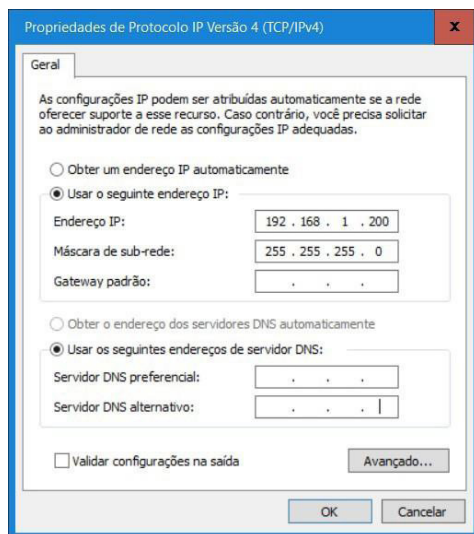 Propriedades de Protocolo IP Versão 4 (TCP/IPv4)
x
Geral
As configurações IP podem ser atribuídas automaticamente se a rede
oferecer suporte a esse recurso. Caso contrário, você precisa solicitar
ao administrador de rede as configurações IP adequadas.
Obter um endereço IP automaticamente
Usar o seguinte endereço IP:
Endereço IP: 192 . 168 . 1 . 200
Máscara de sub-rede: 255 . 255 . 255 . 0
Gateway padrão: . . .
Obter o endereço dos servidores DNS automaticamente
Usar os seguintes endereços de servidor DNS:
Servidor DNS preferencial: . . .
Servidor DNS alternativo: . . .
Validar configurações na saída Avançado...
OK Cancelar